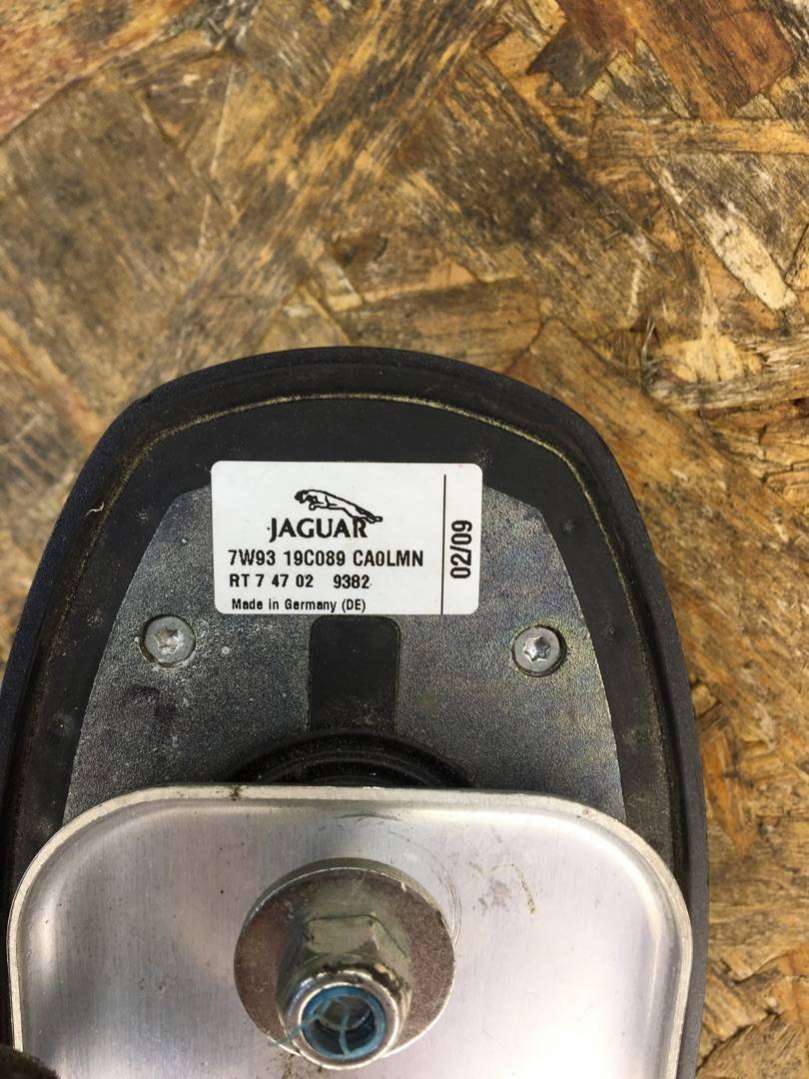 JAGUAR
7W93 19C089 CA0LMN
RT 7 47 02 9382
Made in Germany (DE)
02/09